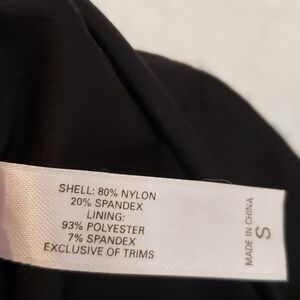 SHELL: 80% NYLON
20% SPANDEX
LINING:
93% POLYESTER
7% SPANDEX
EXCLUSIVE OF TRIMS
MADE IN CHINA
S